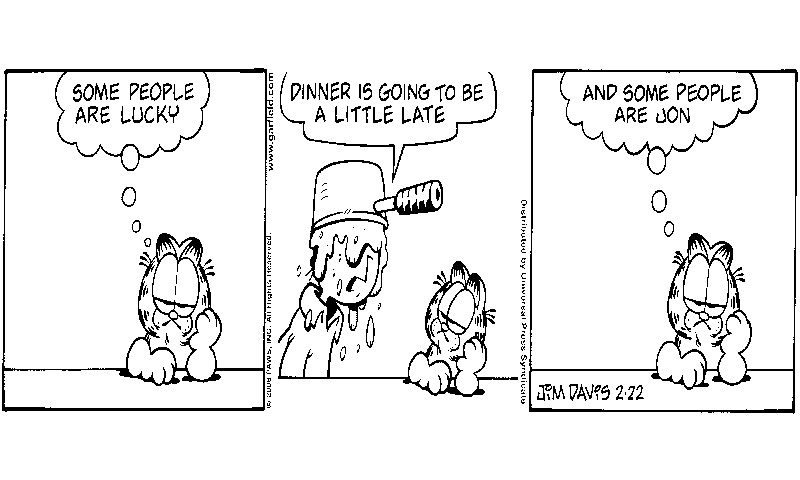 SOME PEOPLE
ARE LUCKY
www.garfield.com
© 2008 PAWS, INC. All Rights Reserved.
DINNER IS GOING TO BE
A LITTLE LATE
Distributed by Universal Press Syndicate
AND SOME PEOPLE
ARE JON
JIM DAVIS 2·22